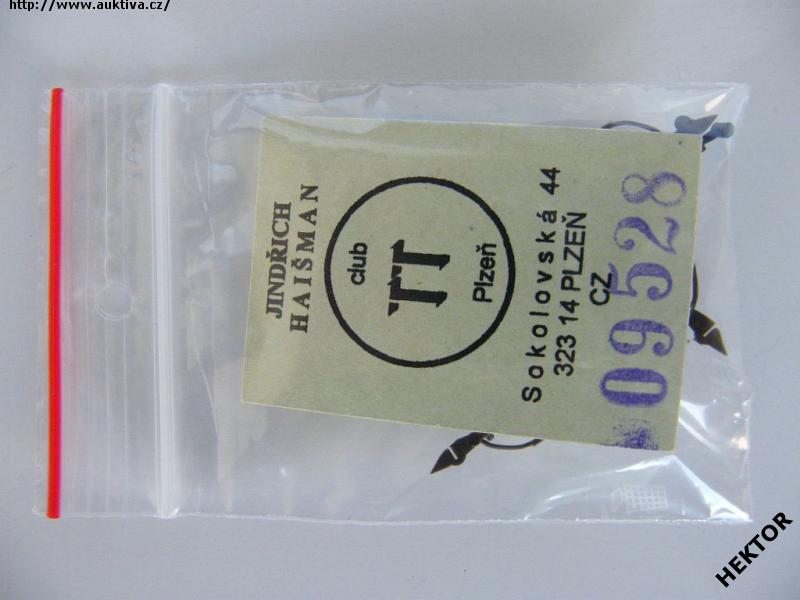 http://www.auktiva.cz/
JINDŘICH
HAIŠMAN
club
TT
Plzeň
Sokolovská 44
323 14 PLZEŇ
CZ
09528
HEKTOR